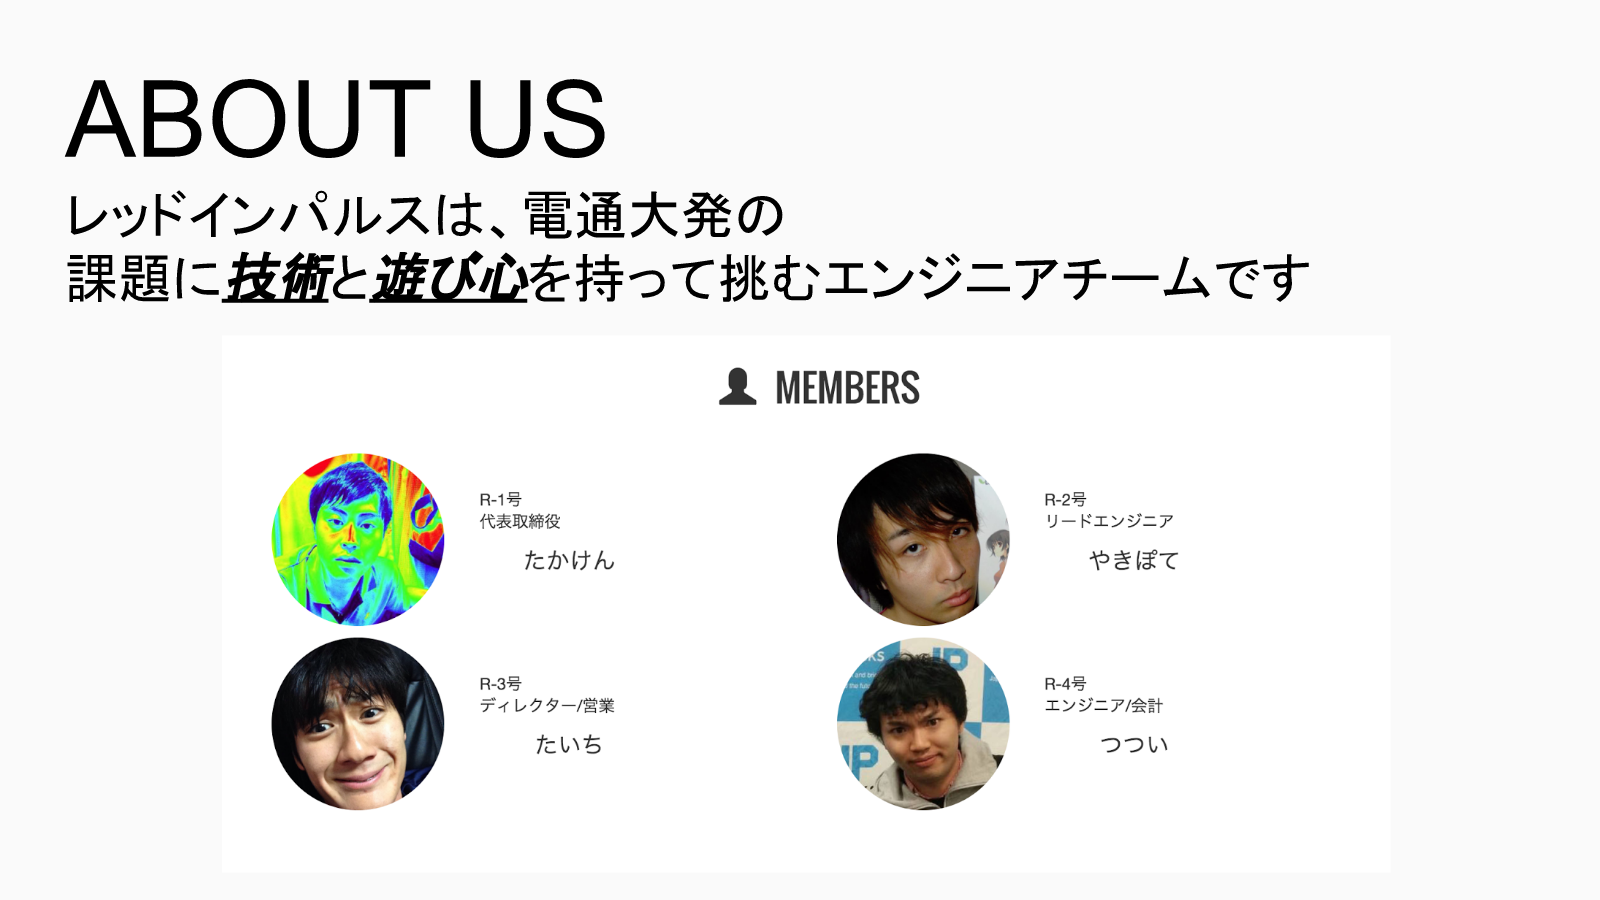 ABOUT US
レッドインパルスは、電通大発の
課題に技術と遊び心を持って挑むエンジニアチームです
MEMBERS
R-1号
代表取締役
たかけん
R-2号
リードエンジニア
やきぽて
R-3号
ディレクター/営業
たいち
R-4号
エンジニア/会計
つつい